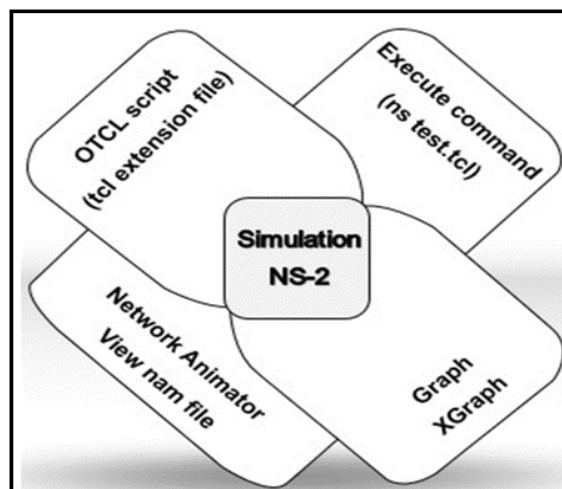 OTCL script
(tcl extension file)
Execute command
(ns test.tcl)
Simulation
NS-2
Network Animator
View nam file
Graph
XGraph